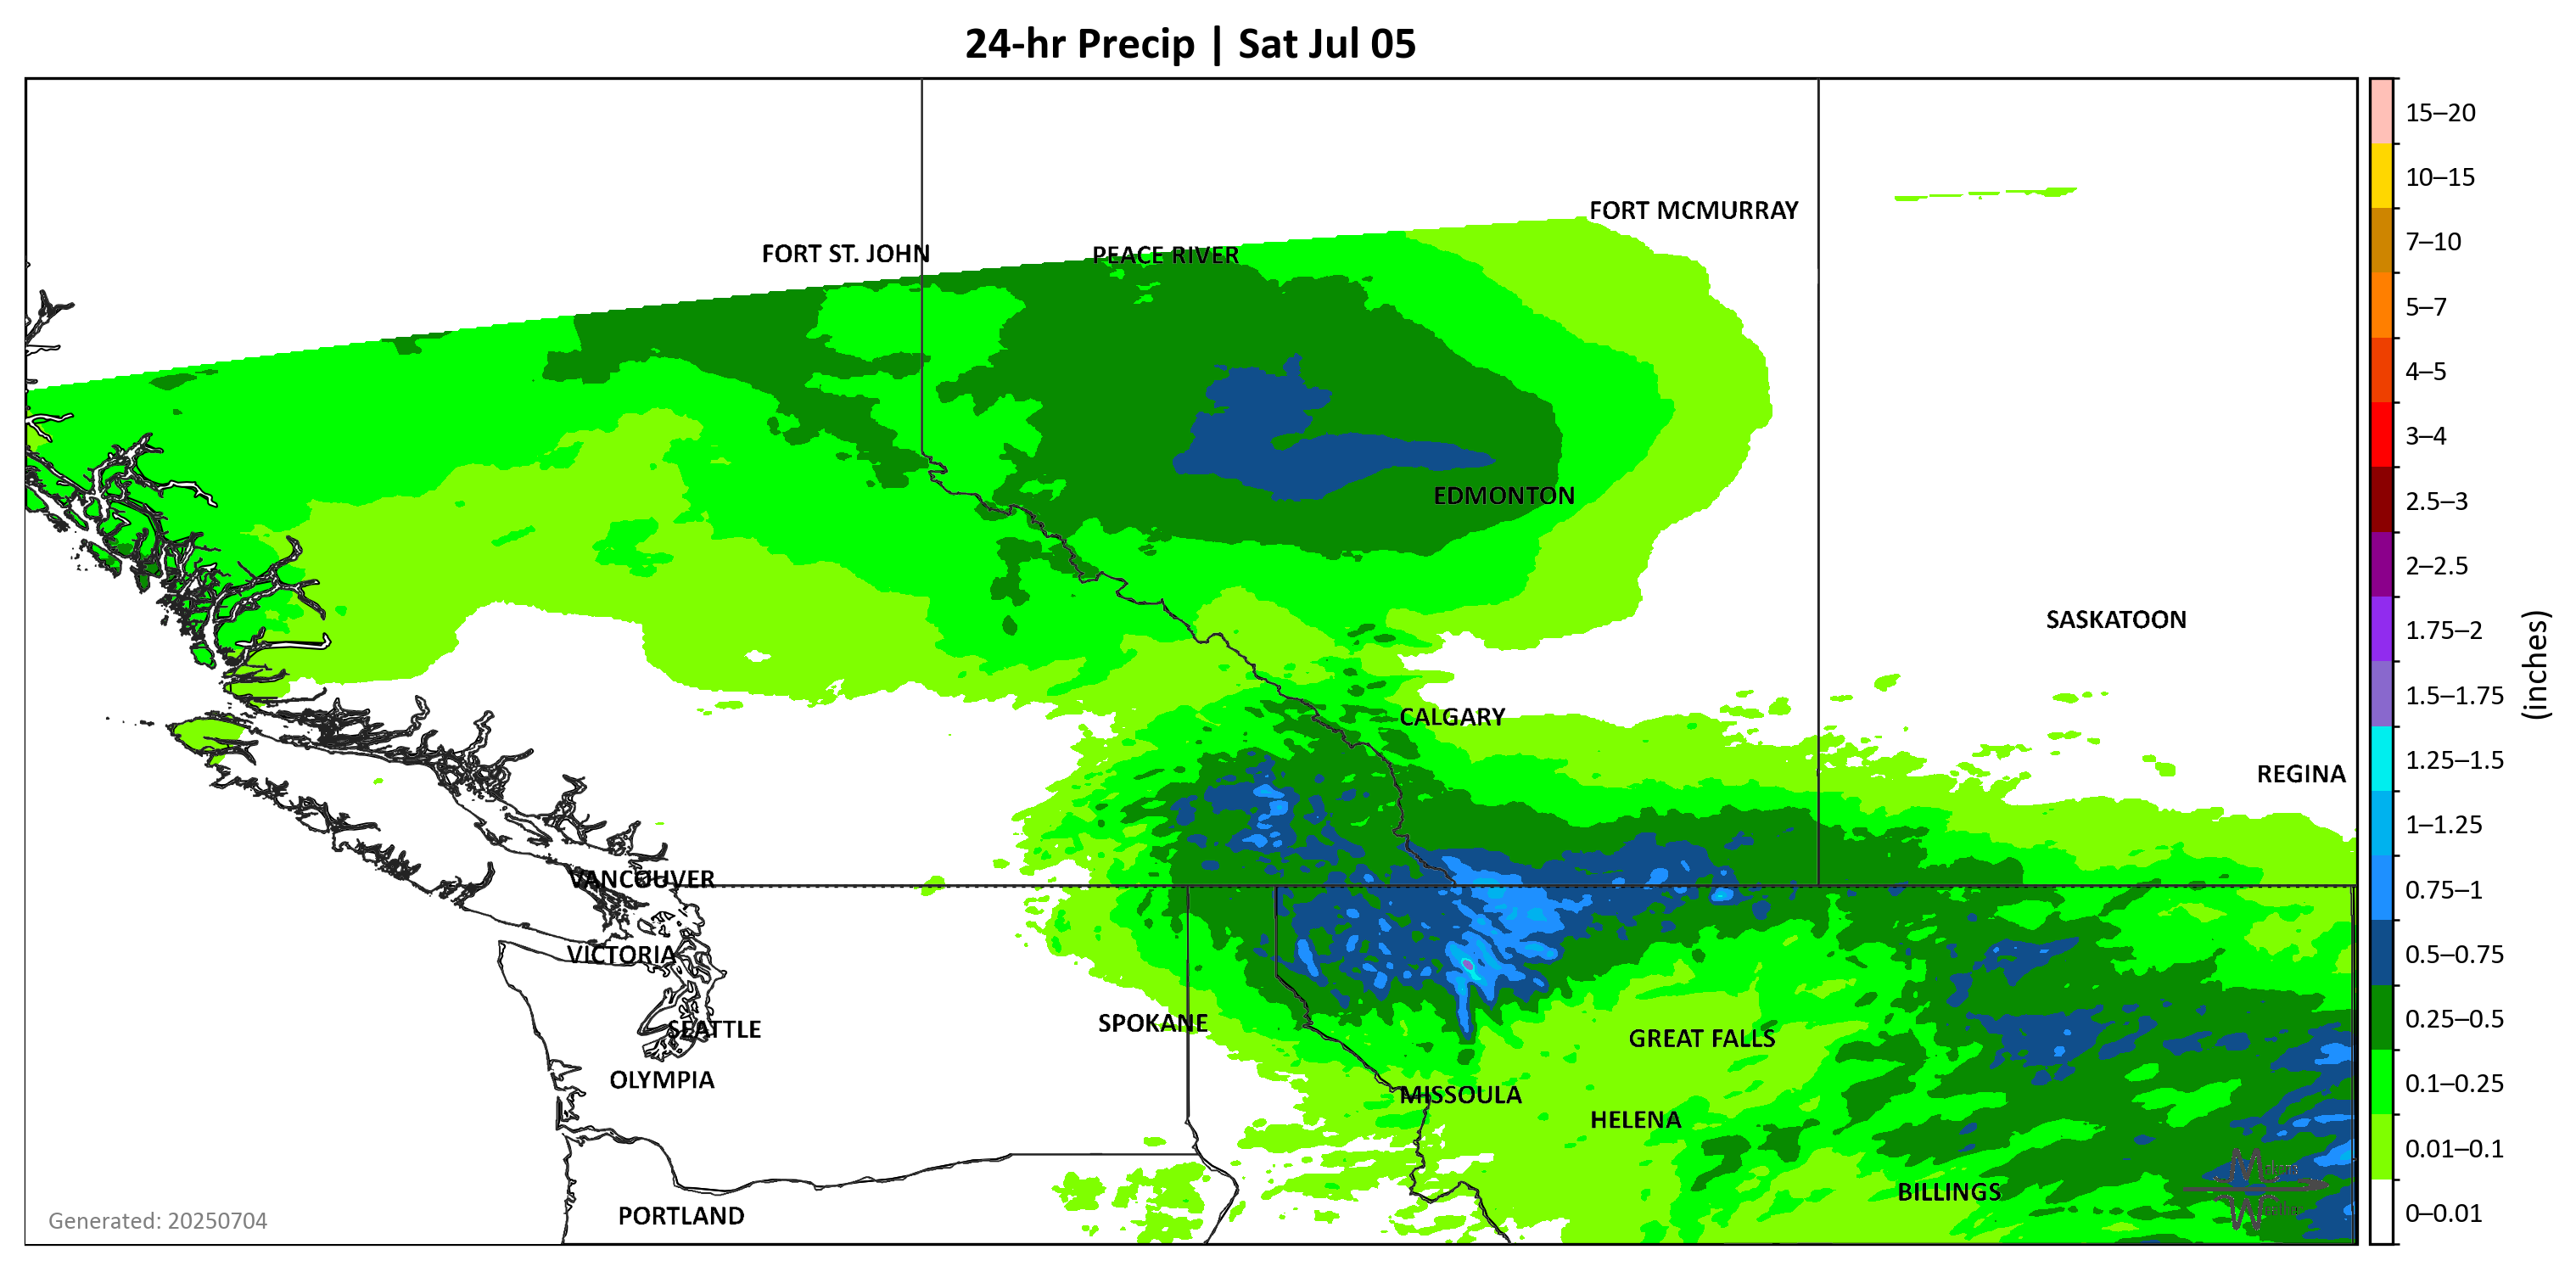 24-hr Precip | Sat Jul 05
FORT MCMURRAY
FORT ST. JOHN
PEACE RIVER
EDMONTON
SASKATOON
CALGARY
REGINA
VANCOUVER
VICTORIA
SPOKANE
SEATTLE
GREAT FALLS
OLYMPIA
MISSOULA
HELENA
BILLINGS
PORTLAND
Generated: 20250704
15–20
10–15
7–10
5–7
4–5
3–4
2.5–3
2–2.5
1.75–2
1.5–1.75
1.25–1.5
1–1.25
0.75–1
0.5–0.75
0.25–0.5
0.1–0.25
0.01–0.1
0–0.01
(inches)